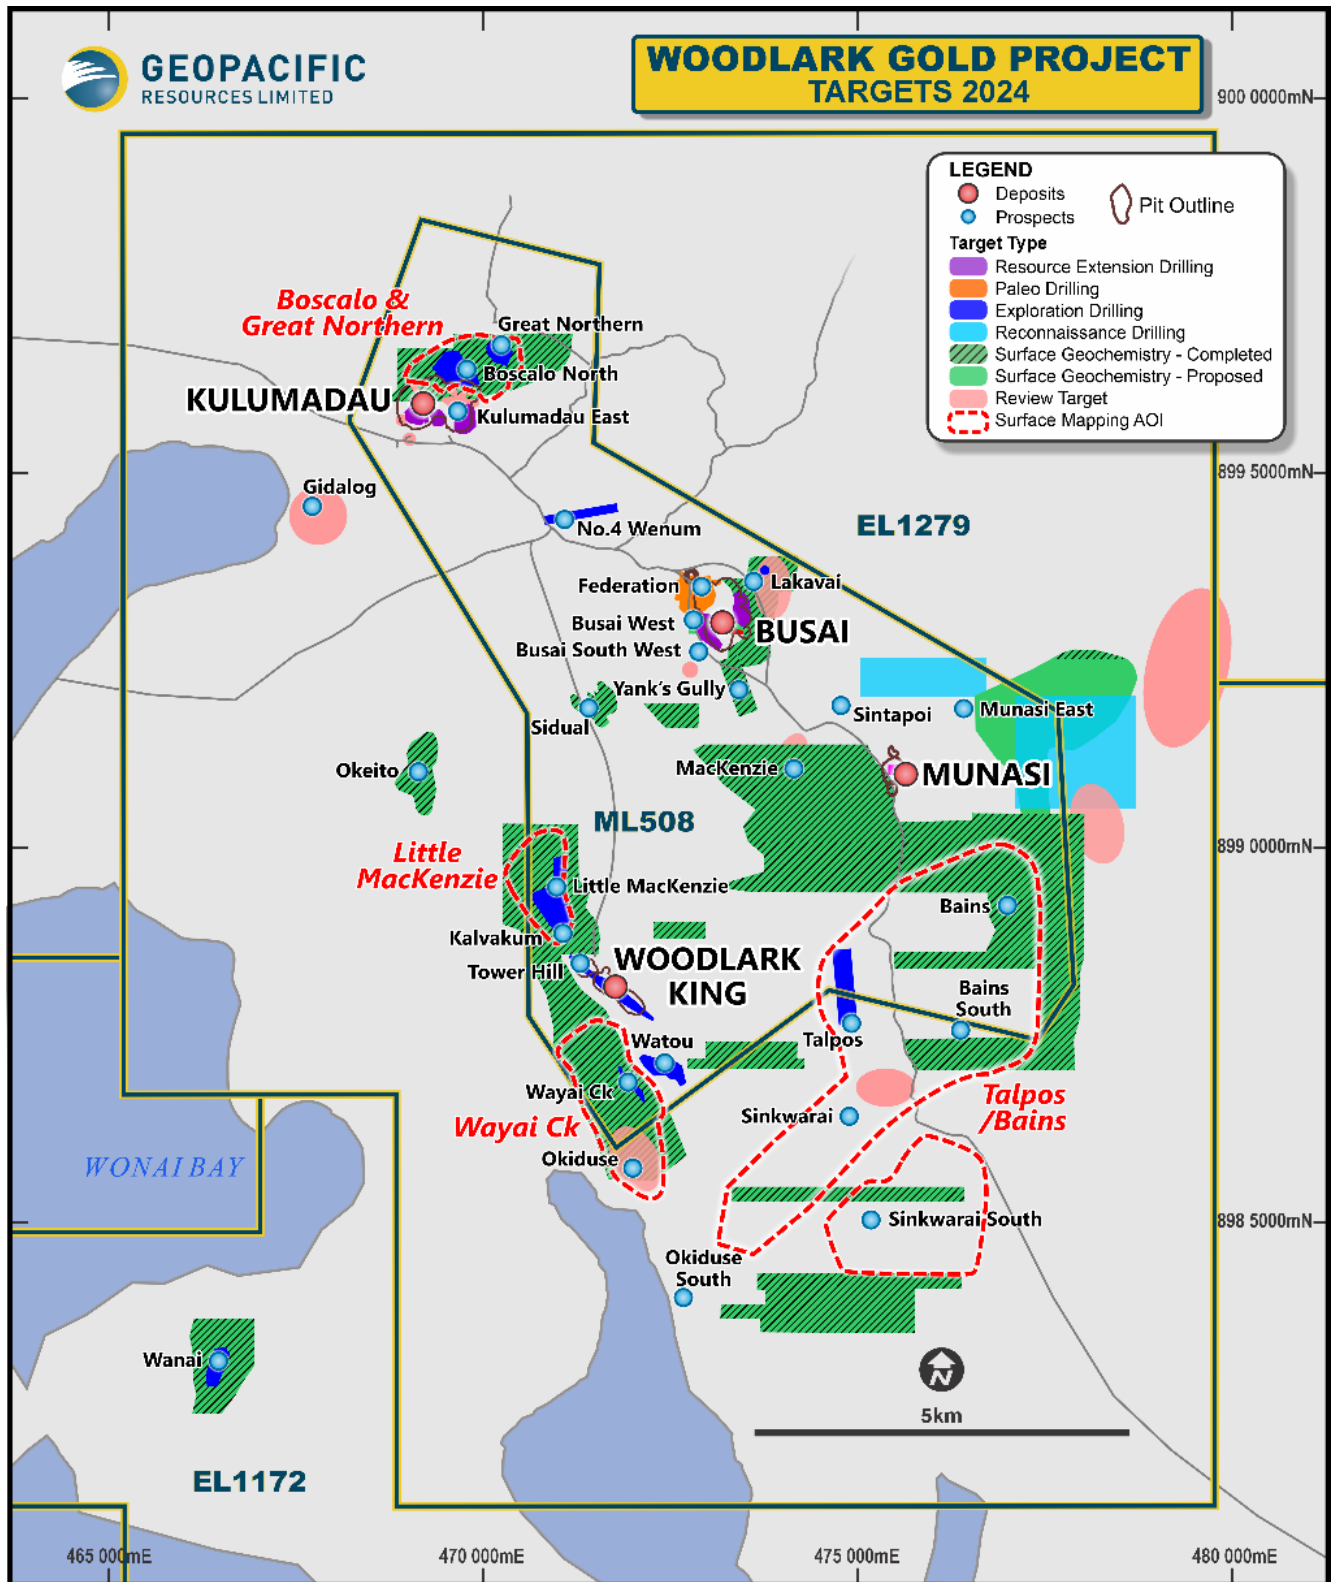 GEOPACIFIC
RESOURCES LIMITED
WOODLARK GOLD PROJECT
TARGETS 2024
900 0000mN
LEGEND
Deposits
Prospects
Pit Outline
Target Type
Resource Extension Drilling
Paleo Drilling
Exploration Drilling
Reconnaissance Drilling
Surface Geochemistry - Completed
Surface Geochemistry - Proposed
Review Target
Surface Mapping AOI
Boscalo &
Great Northern
Great Northern
Boscalo North
KULUMADAU
Kulumadau East
899 5000mN
Gidalog
No.4 Wenum
EL1279
Federation
Lakavai
Busai West
BUSAI
Busai South West
Yank's Gully
Sidual
Sintapoi
Munasi East
Okeito
MacKenzie
MUNASI
ML508
Little
MacKenzie
899 0000mN
Little MacKenzie
Bains
Kalvakum
Tower Hill
WOODLARK
KING
Bains
South
Watou
Talpos
Wayai Ck
Talpos
/Bains
Sinkwarai
Wayai Ck
WONAI BAY
Okiduse
Sinkwarai South
898 5000mN
Okiduse
South
Wanai
N
5km
EL1172
465 000mE
470 000mE
475 000mE
480 000mE